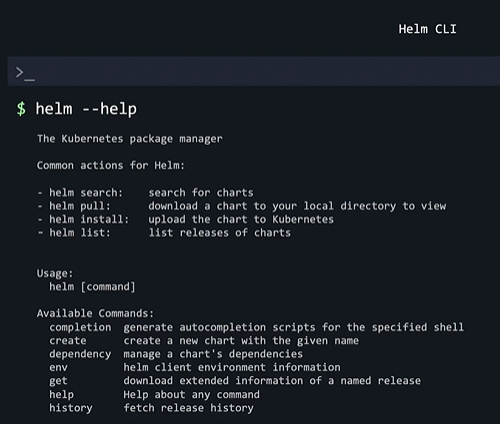 Helm CLI
>_
$ helm --help
The Kubernetes package manager
Common actions for Helm:
- helm search:    search for charts
- helm pull:      download a chart to your local directory to view
- helm install:   upload the chart to Kubernetes
- helm list:      list releases of charts
Usage:
  helm [command]
Available Commands:
  completion  generate autocompletion scripts for the specified shell
  create      create a new chart with the given name
  dependency  manage a chart's dependencies
  env         helm client environment information
  get         download extended information of a named release
  help        Help about any command
  history     fetch release history